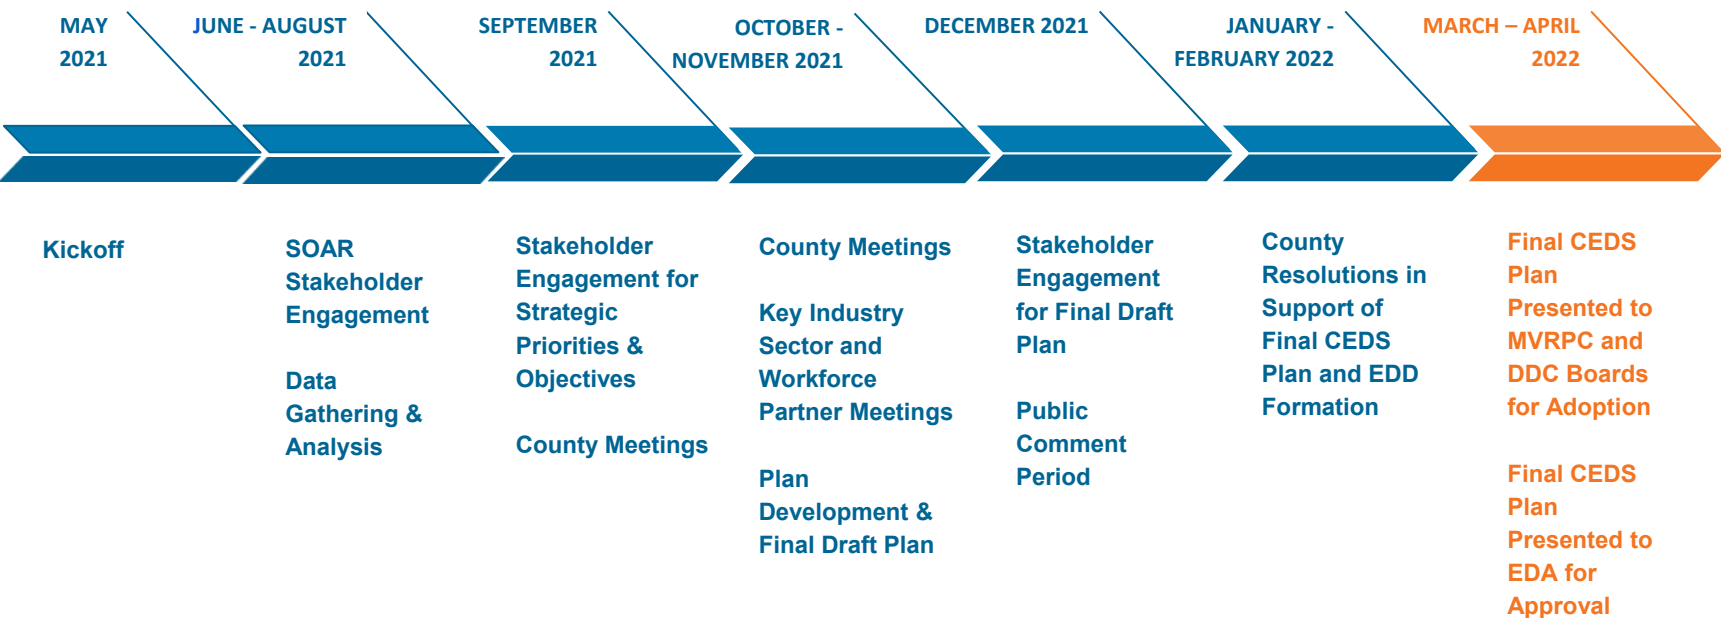 MAY
2021
JUNE - AUGUST
2021
SEPTEMBER
2021
OCTOBER -
NOVEMBER 2021
DECEMBER 2021
JANUARY -
FEBRUARY 2022
MARCH – APRIL
2022
Kickoff
SOAR
Stakeholder
Engagement
Data
Gathering &
Analysis
Stakeholder
Engagement for
Strategic
Priorities &
Objectives
County Meetings
County Meetings
Key Industry
Sector and
Workforce
Partner Meetings
Plan
Development &
Final Draft Plan
Stakeholder
Engagement
for Final Draft
Plan
Public
Comment
Period
County
Resolutions in
Support of
Final CEDS
Plan and EDD
Formation
Final CEDS
Plan
Presented to
MVRPC and
DDC Boards
for Adoption
Final CEDS
Plan
Presented to
EDA for
Approval